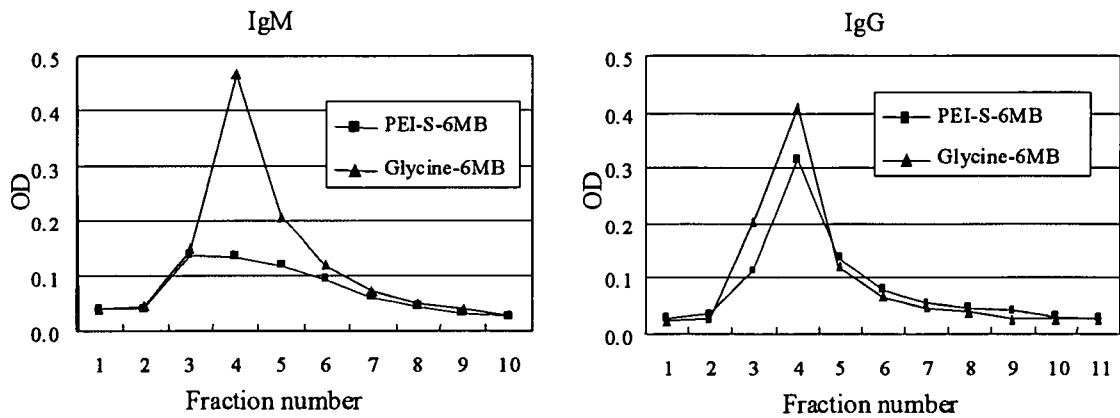 IgM
0.5
0.4
0.3
0.2
0.1
0.0
OD
PEI-S-6MB
Glycine-6MB
1 2 3 4 5 6 7 8 9 10
Fraction number
IgG
0.5
0.4
0.3
0.2
0.1
0.0
OD
PEI-S-6MB
Glycine-6MB
1 2 3 4 5 6 7 8 9 10 11
Fraction number